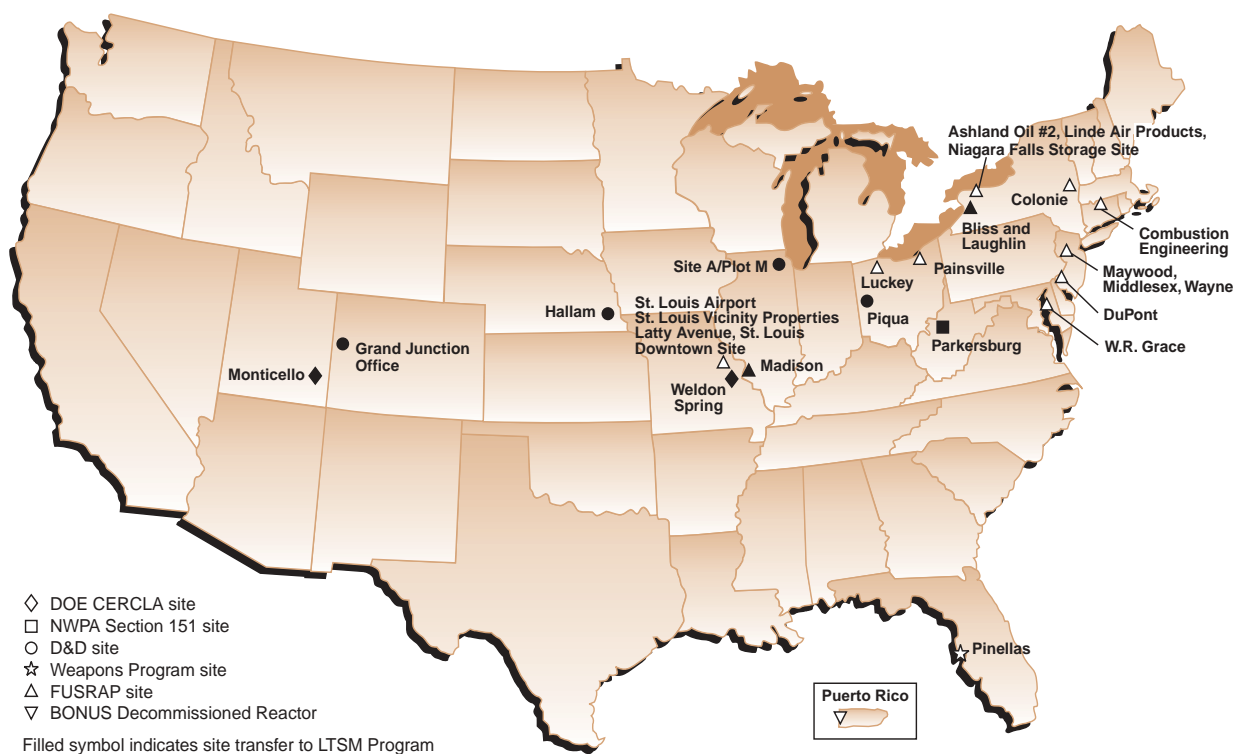 Ashland Oil #2, Linde Air Products,
Niagara Falls Storage Site
Colonie
Bliss and
Laughlin
Combustion
Engineering
Site A/Plot M
Painsville
Maywood,
Middlesex, Wayne
Luckey
Hallam
St. Louis Airport
St. Louis Vicinity Properties
Latty Avenue, St. Louis
Downtown Site
Piqua
DuPont
Parkersburg
W.R. Grace
Grand Junction
Office
Monticello
Madison
Weldon
Spring
DOE CERCLA site
NWPA Section 151 site
D&D site
Weapons Program site
FUSRAP site
BONUS Decommissioned Reactor
Filled symbol indicates site transfer to LTSM Program
Pinellas
Puerto Rico